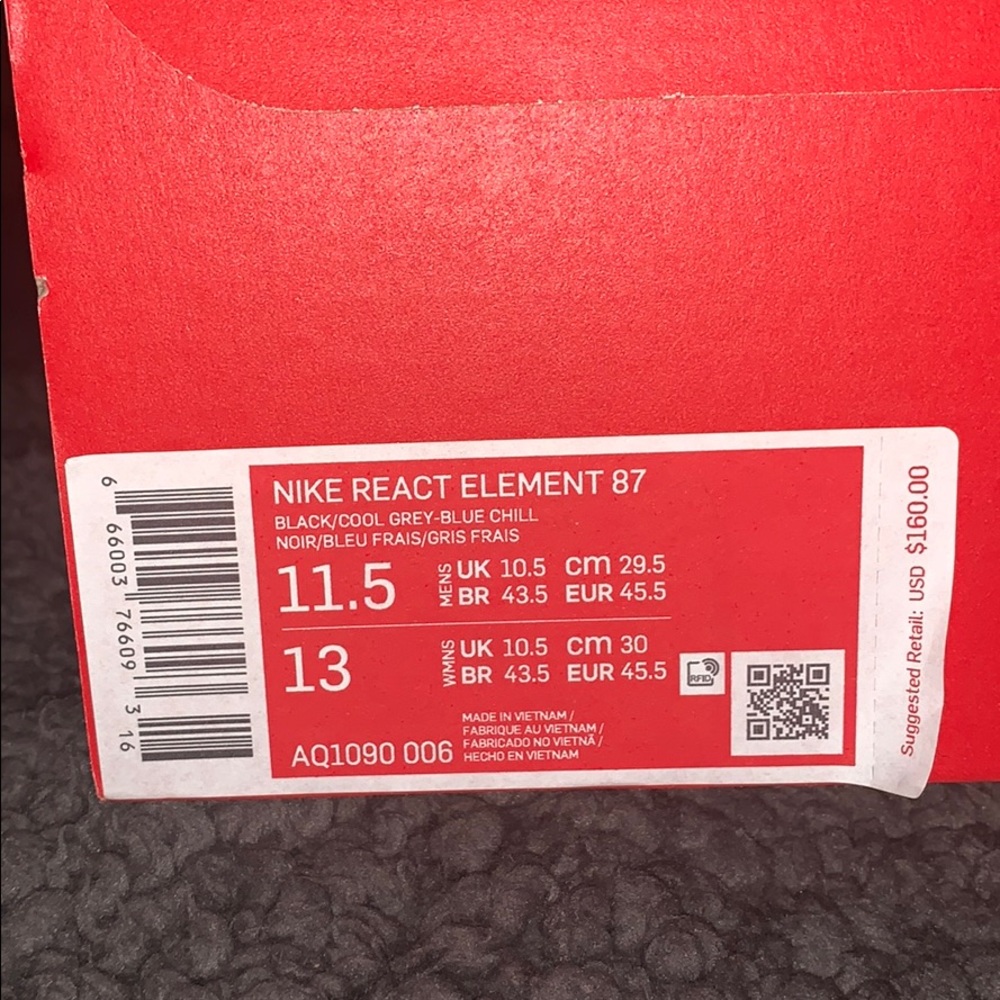 NIKE REACT ELEMENT 87
BLACK/COOL GREY-BLUE CHILL
NOIR/BLEU FRAIS/GRIS FRAIS
11.5 MENS UK 10.5 cm 29.5
BR 43.5 EUR 45.5
13 WMNS UK 10.5 cm 30
BR 43.5 EUR 45.5
RFID
AQ1090 006
MADE IN VIETNAM /
FABRIQUE AU VIETNAM /
FABRICADO NO VIETNÃ /
HECHO EN VIETNAM
6 66003 76609 3 16
Suggested Retail: USD $160.00